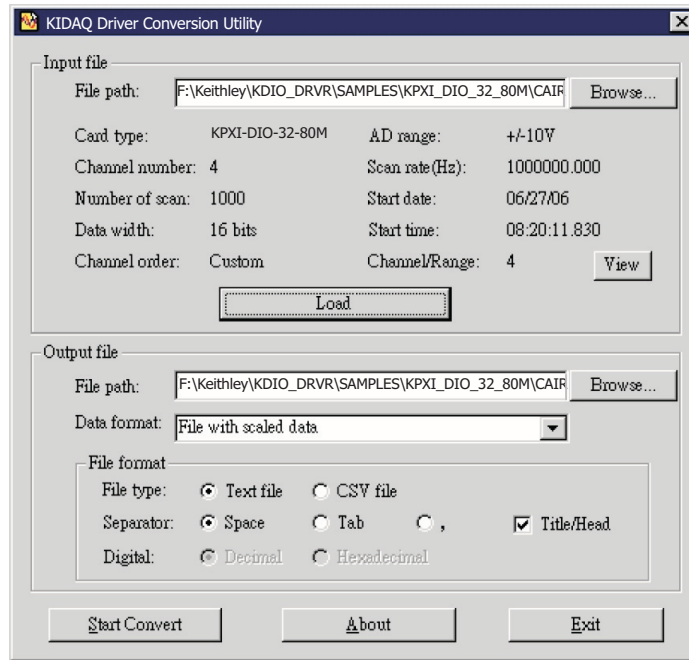 KIDAQ Driver Conversion Utility
Input file
File path: F:\Keithley\KDIO_DRVR\SAMPLES\KPXI_DIO_32_80M\CAIR Browse...
Card type: KPXI-DIO-32-80M AD range: +/-10V
Channel number: 4 Scan rate(Hz): 1000000.000
Number of scan: 1000 Start date: 06/27/06
Data width: 16 bits Start time: 08:20:11.830
Channel order: Custom Channel/Range: 4 View
Load
Output file
File path: F:\Keithley\KDIO_DRVR\SAMPLES\KPXI_DIO_32_80M\CAIR Browse...
Data format: File with scaled data
File format
File type: Text file CSV file
Separator: Space Tab , Title/Head
Digital: Decimal Hexadecimal
Start Convert About Exit